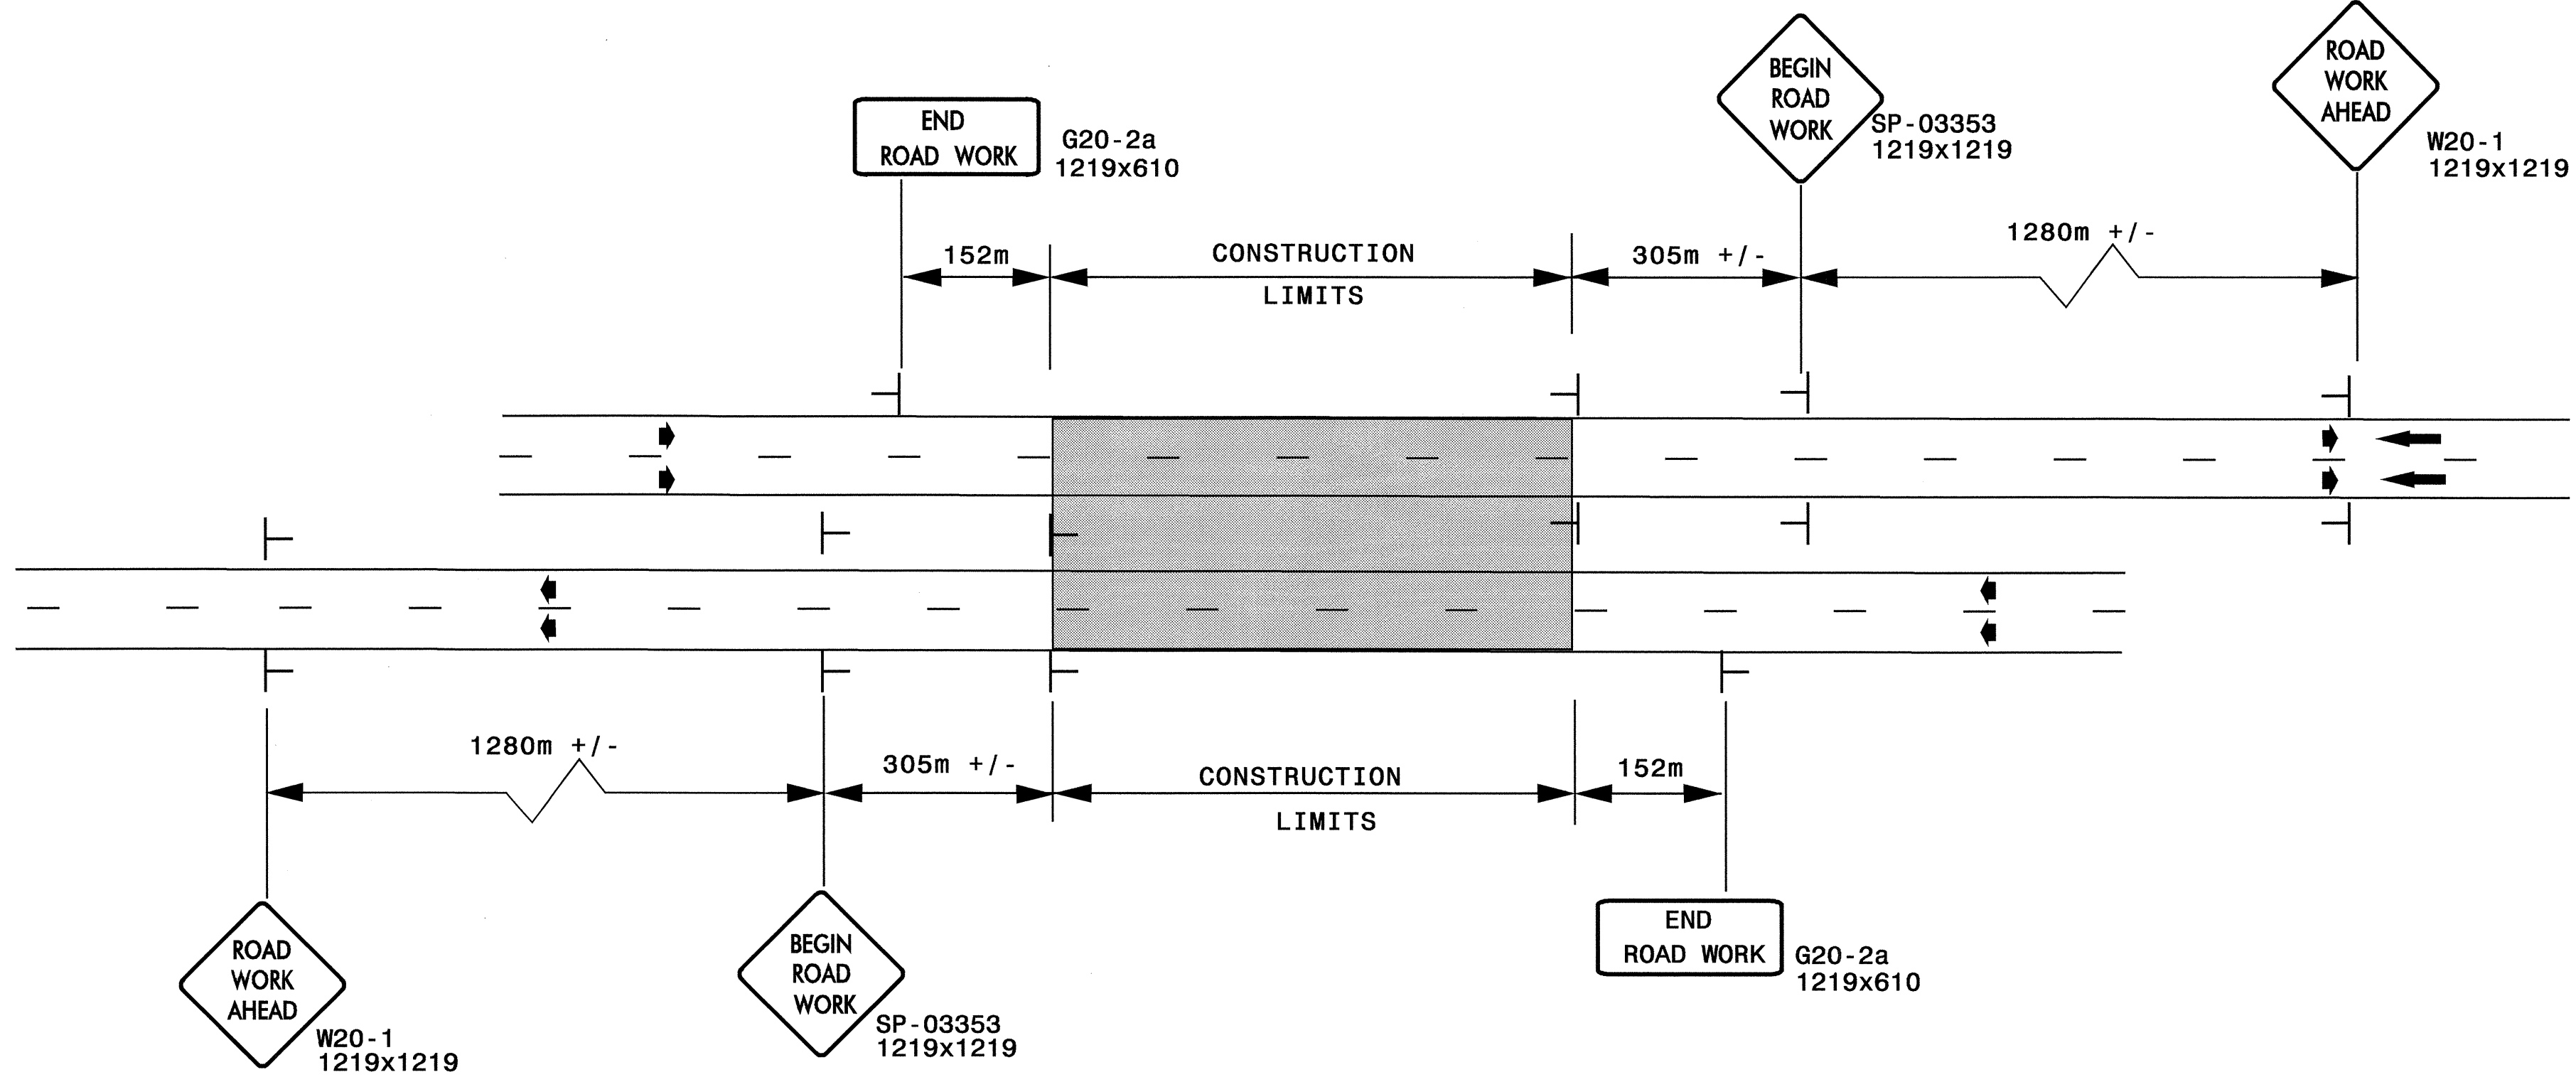 ROAD
WORK
AHEAD
W20-1
1219x1219
BEGIN
ROAD
WORK
SP-03353
1219x1219
END
ROAD WORK
G20-2a
1219x610
152m
CONSTRUCTION
LIMITS
305m +/-
1280m +/-
1280m +/-
305m +/-
CONSTRUCTION
LIMITS
152m
ROAD
WORK
AHEAD
W20-1
1219x1219
BEGIN
ROAD
WORK
SP-03353
1219x1219
END
ROAD WORK
G20-2a
1219x610